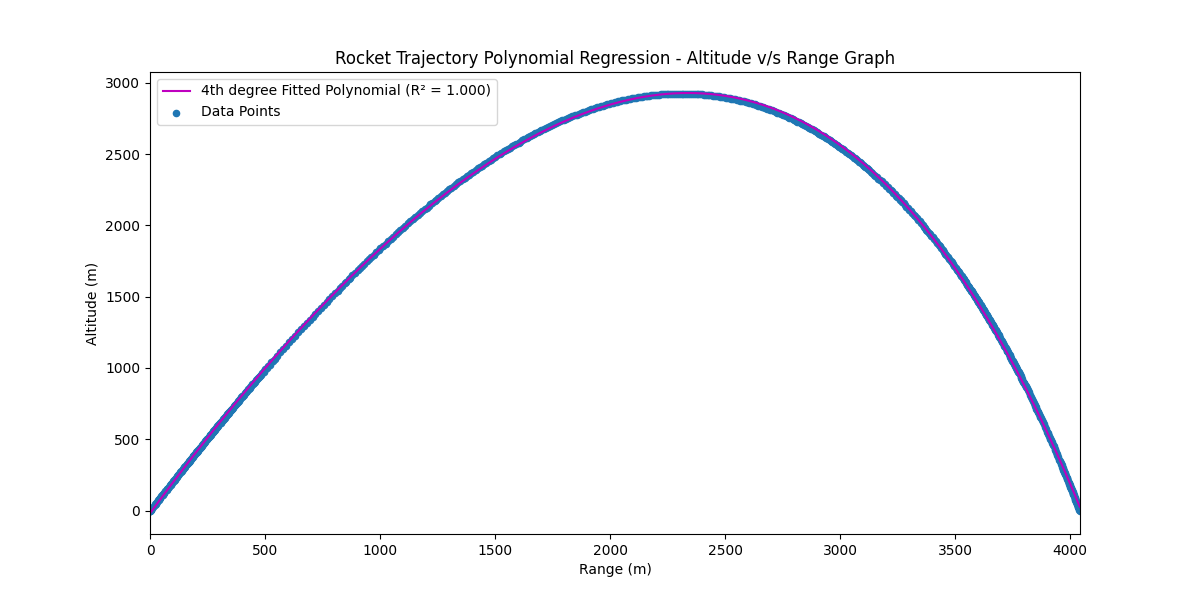 Rocket Trajectory Polynomial Regression - Altitude v/s Range Graph
4th degree Fitted Polynomial (R² = 1.000)
Data Points
3000
2500
2000
1500
1000
500
0
Altitude (m)
0 500 1000 1500 2000 2500 3000 3500 4000
Range (m)